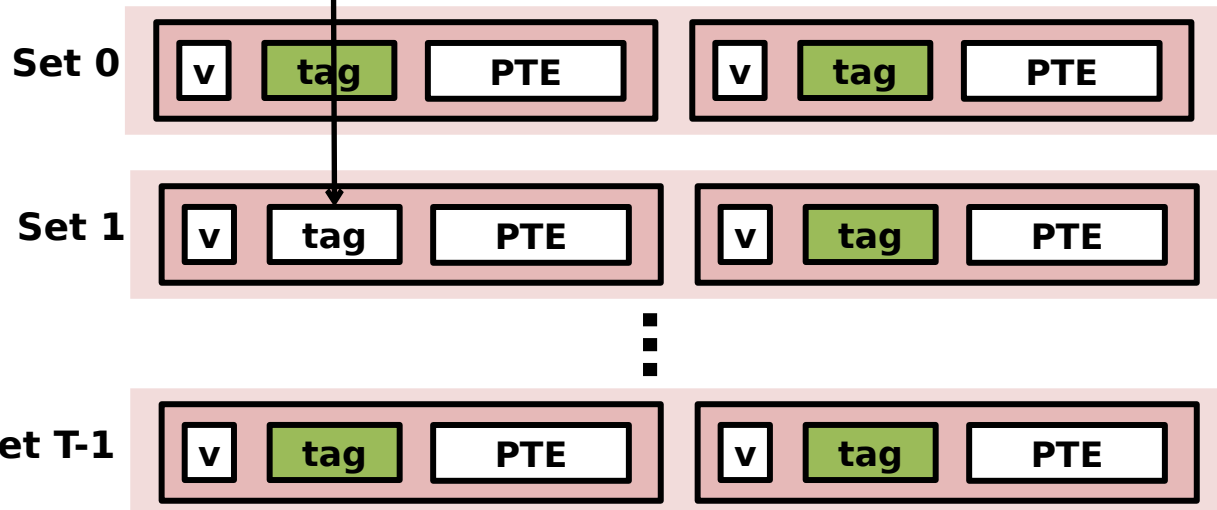 Set 0 v tag PTE v tag PTE
Set 1 v tag PTE v tag PTE
et T-1 v tag PTE v tag PTE